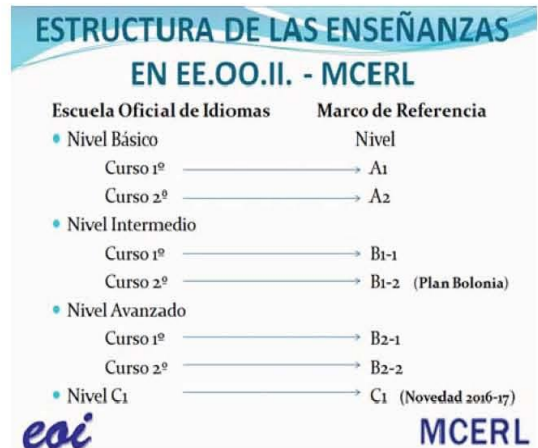 ESTRUCTURA DE LAS ENSEÑANZAS
EN EE.OO.II. - MCERL
Escuela Oficial de Idiomas Marco de Referencia
• Nivel Básico Nivel
Curso 1º A1
Curso 2º A2
• Nivel Intermedio
Curso 1º B1-1
Curso 2º B1-2 (Plan Bolonia)
• Nivel Avanzado
Curso 1º B2-1
Curso 2º B2-2
• Nivel C1 C1 (Novedad 2016-17)
eoi MCERL